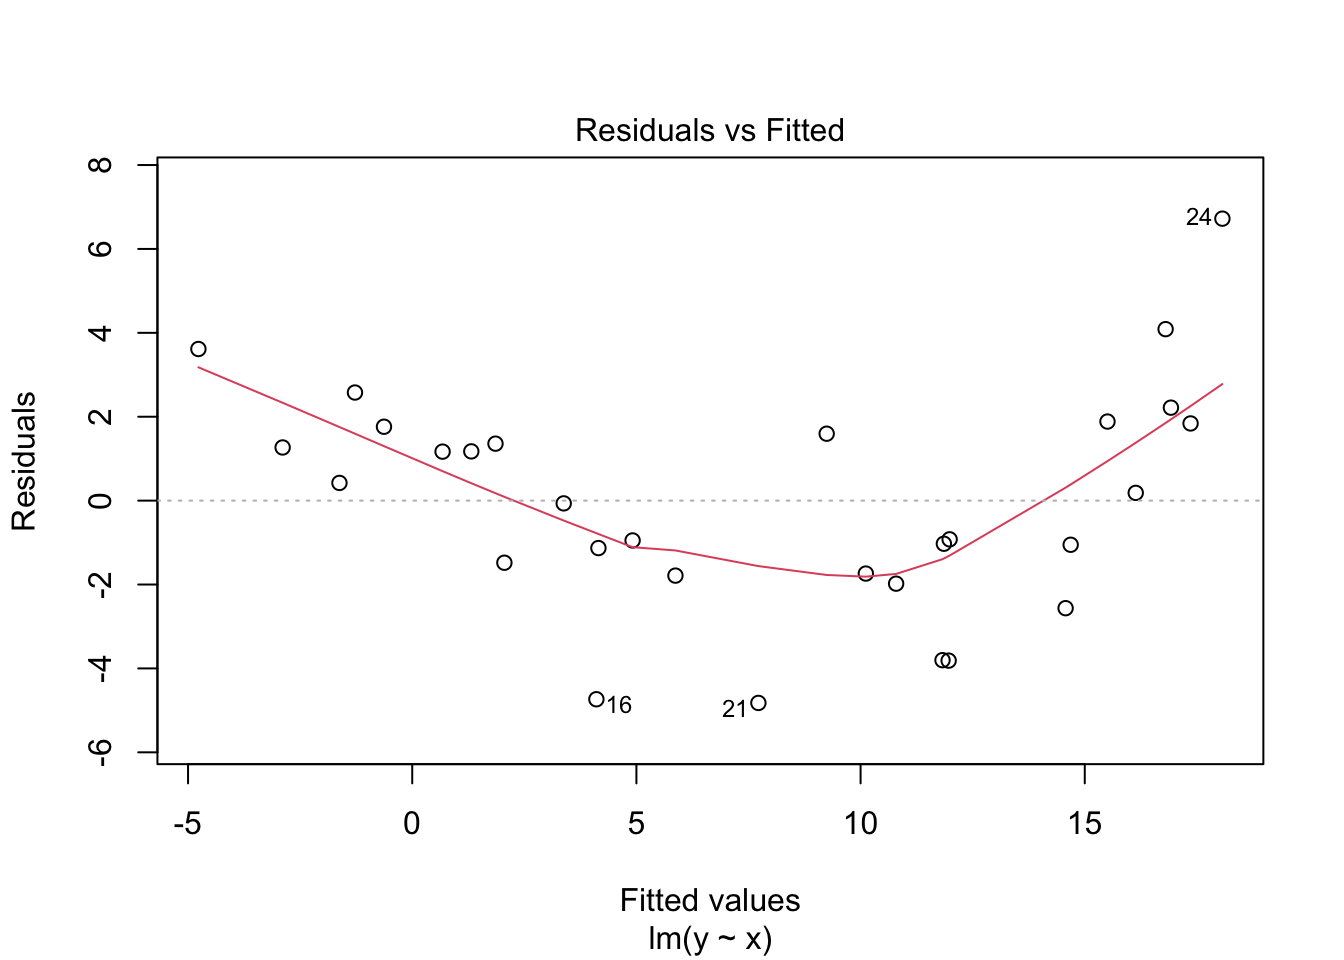 Residuals vs Fitted
8
6
4
2
0
-2
-4
-6
Residuals
24
16
21
-5 0 5 10 15
Fitted values
lm(y ~ x)